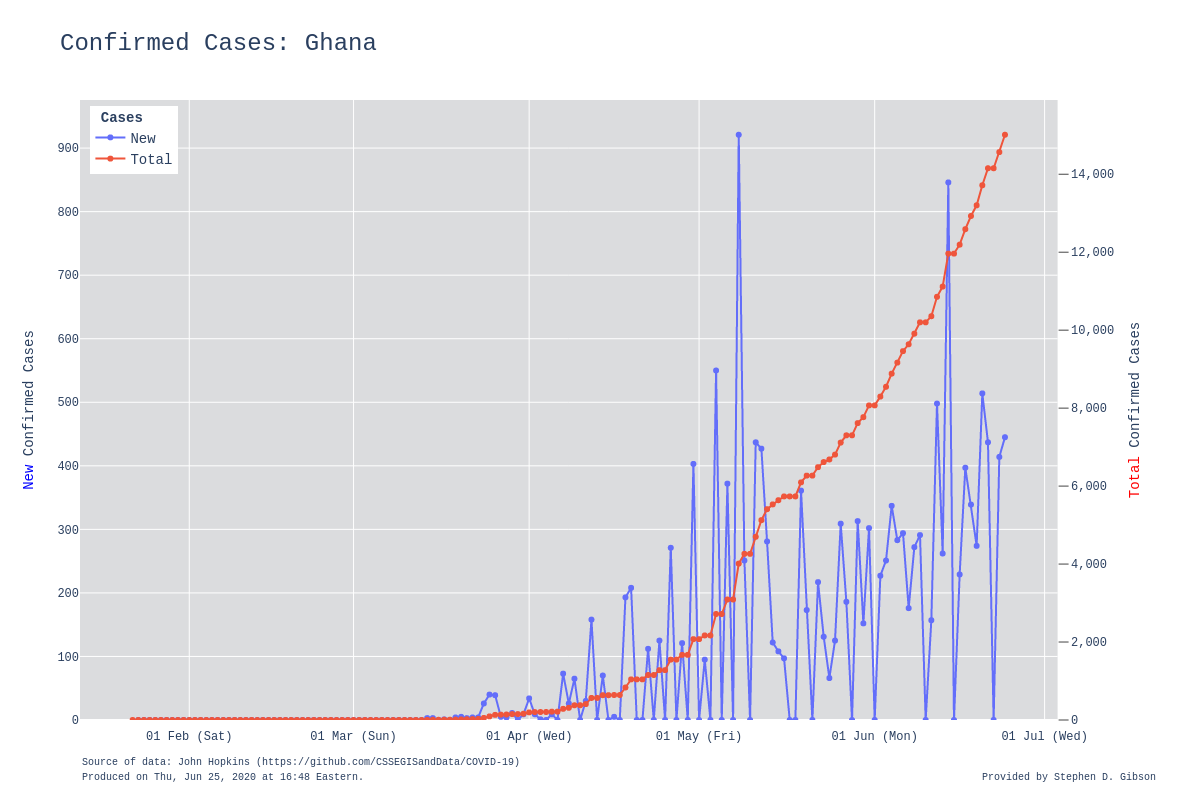 Confirmed Cases: Ghana
Cases
New
Total
900
800
700
600
500
400
300
200
100
0
New Confirmed Cases
14,000
12,000
10,000
8,000
6,000
4,000
2,000
0
Total Confirmed Cases
01 Feb (Sat) 01 Mar (Sun) 01 Apr (Wed) 01 May (Fri) 01 Jun (Mon) 01 Jul (Wed)
Source of data: John Hopkins (https://github.com/CSSEGISandData/COVID-19)
Produced on Thu, Jun 25, 2020 at 16:48 Eastern.
Provided by Stephen D. Gibson